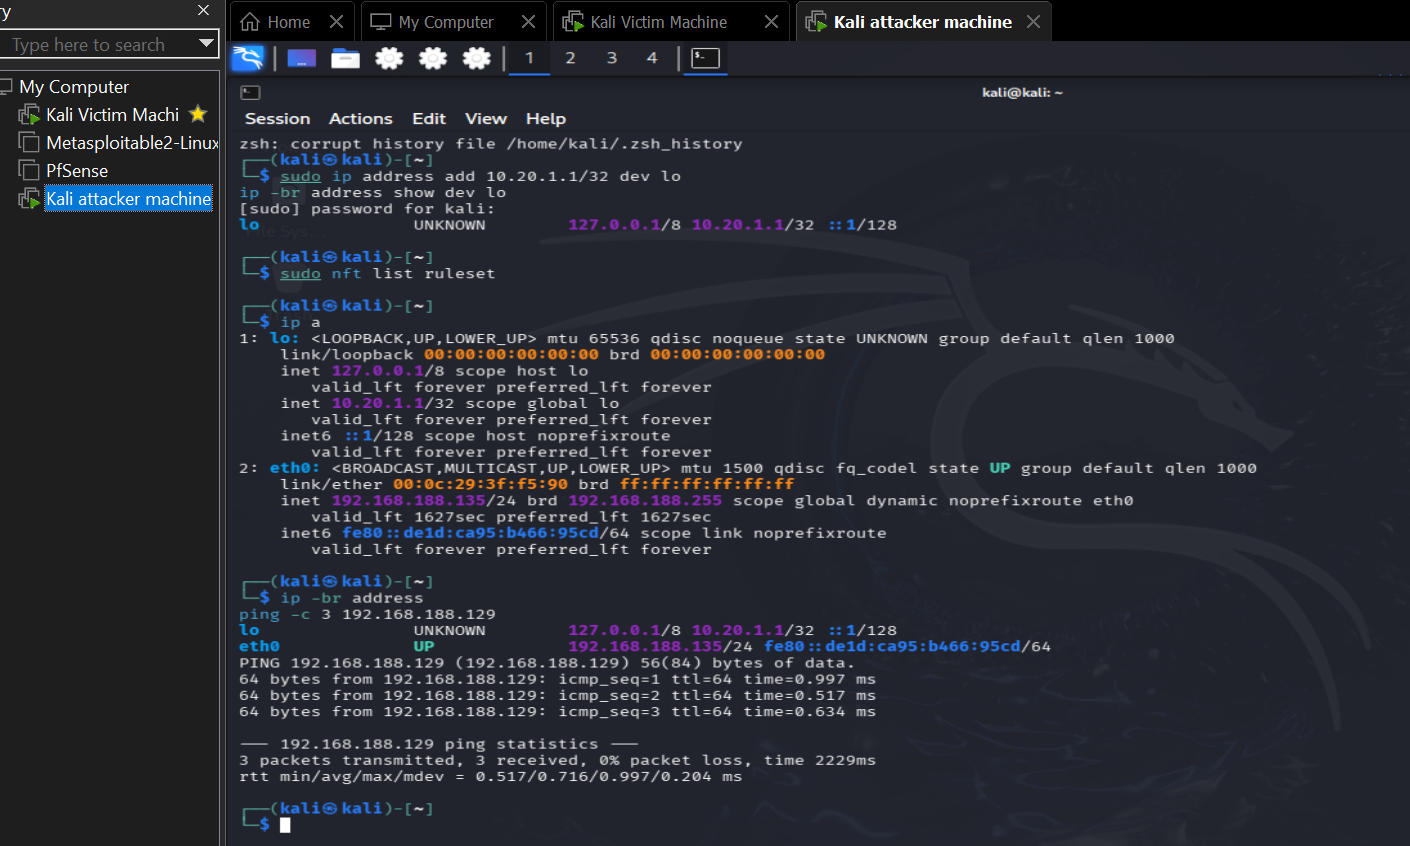 ry
Type here to search
My Computer
Kali Victim Machi
Metasploitable2-Linux
PfSense
Kali attacker machine
Home
My Computer
Kali Victim Machine
Kali attacker machine
1 2 3 4
kali@kali: ~
Session Actions Edit View Help
zsh: corrupt history file /home/kali/.zsh_history
┌──(kali㉿kali)-[~]
└─$ sudo ip address add 10.20.1.1/32 dev lo
ip -br address show dev lo
[sudo] password for kali:
lo UNKNOWN 127.0.0.1/8 10.20.1.1/32 ::1/128
┌──(kali㉿kali)-[~]
└─$ sudo nft list ruleset
┌──(kali㉿kali)-[~]
└─$ ip a
1: lo: <LOOPBACK,UP,LOWER_UP> mtu 65536 qdisc noqueue state UNKNOWN group default qlen 1000
link/loopback 00:00:00:00:00:00 brd 00:00:00:00:00:00
inet 127.0.0.1/8 scope host lo
valid_lft forever preferred_lft forever
inet 10.20.1.1/32 scope global lo
valid_lft forever preferred_lft forever
inet6 ::1/128 scope host noprefixroute
valid_lft forever preferred_lft forever
2: eth0: <BROADCAST,MULTICAST,UP,LOWER_UP> mtu 1500 qdisc fq_codel state UP group default qlen 1000
link/ether 00:0c:29:3f:f5:90 brd ff:ff:ff:ff:ff:ff
inet 192.168.188.135/24 brd 192.168.188.255 scope global dynamic noprefixroute eth0
valid_lft 1627sec preferred_lft 1627sec
inet6 fe80::de1d:ca95:b466:95cd/64 scope link noprefixroute
valid_lft forever preferred_lft forever
┌──(kali㉿kali)-[~]
└─$ ip -br address
ping -c 3 192.168.188.129
lo UNKNOWN 127.0.0.1/8 10.20.1.1/32 ::1/128
eth0 UP 192.168.188.135/24 fe80::de1d:ca95:b466:95cd/64
PING 192.168.188.129 (192.168.188.129) 56(84) bytes of data.
64 bytes from 192.168.188.129: icmp_seq=1 ttl=64 time=0.997 ms
64 bytes from 192.168.188.129: icmp_seq=2 ttl=64 time=0.517 ms
64 bytes from 192.168.188.129: icmp_seq=3 ttl=64 time=0.634 ms
--- 192.168.188.129 ping statistics ---
3 packets transmitted, 3 received, 0% packet loss, time 2229ms
rtt min/avg/max/mdev = 0.517/0.716/0.997/0.204 ms
┌──(kali㉿kali)-[~]
└─$